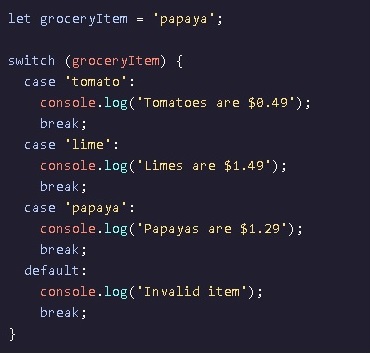 let groceryItem = 'papaya';
switch (groceryItem) {
case 'tomato':
console.log('Tomatoes are $0.49');
break;
case 'lime':
console.log('Limes are $1.49');
break;
case 'papaya':
console.log('Papayas are $1.29');
break;
default:
console.log('Invalid item');
break;
}